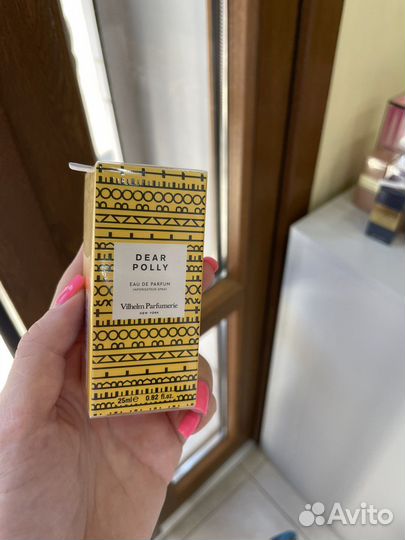 DEAR
POLLY
EAU DE PARFUM
VAPORISATEUR SPRAY
Vilhelm Parfumerie
NEW YORK
25ml e 0.82 fl.oz.
Avito